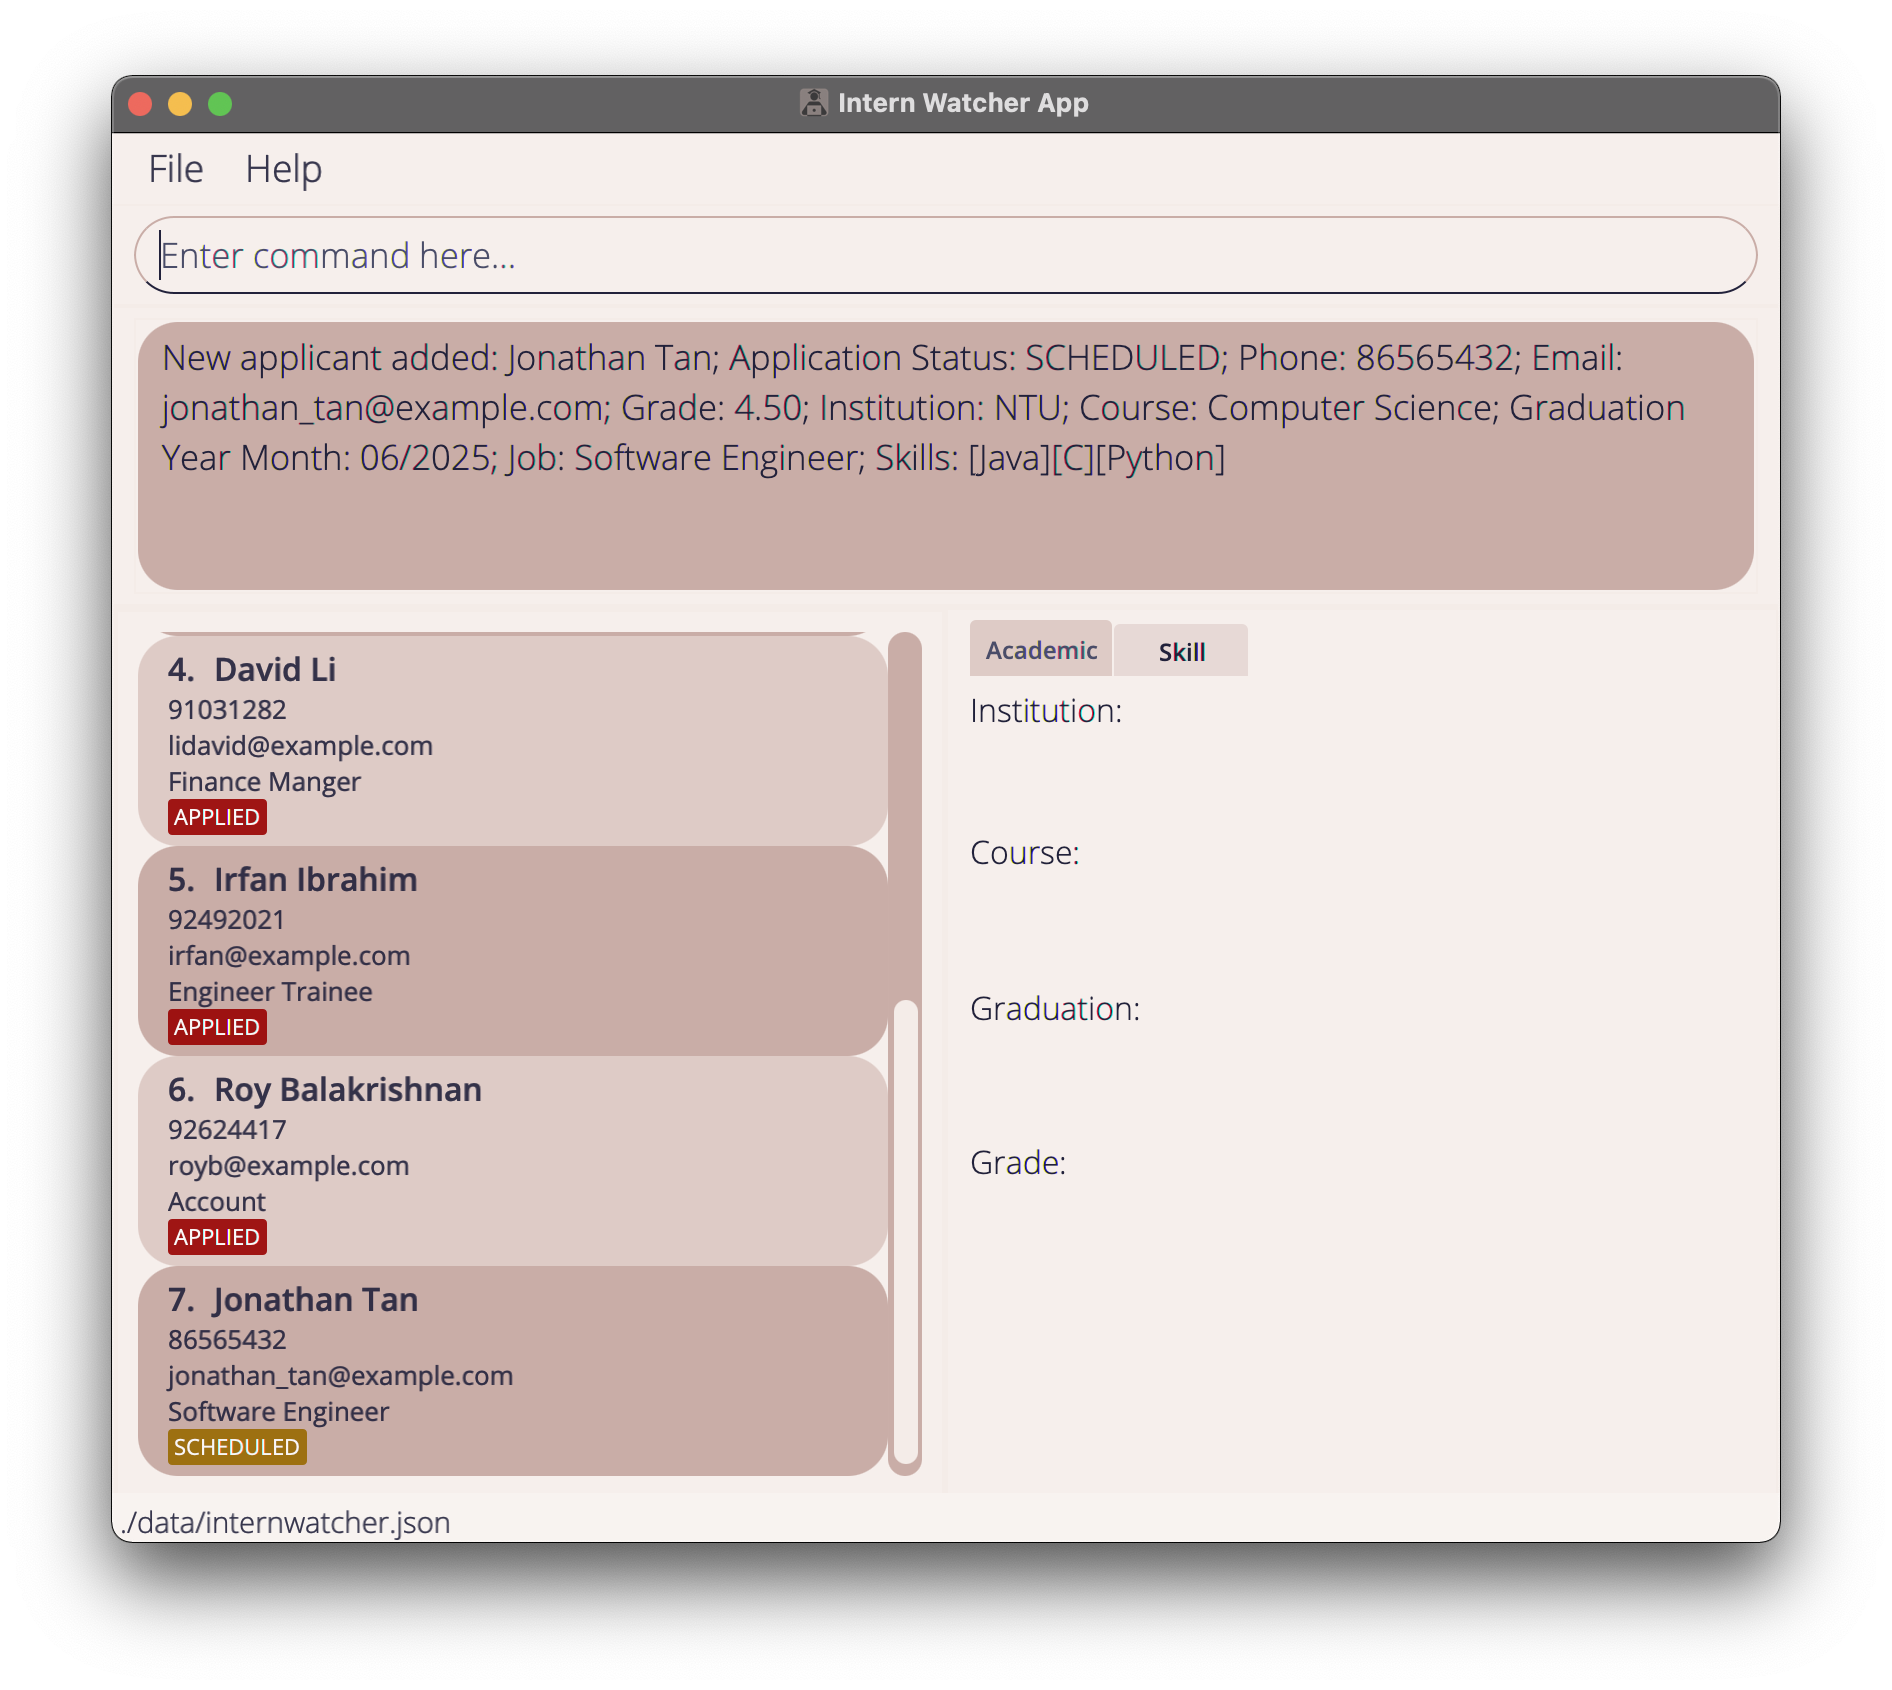 Intern Watcher App
File Help
Enter command here...
New applicant added: Jonathan Tan; Application Status: SCHEDULED; Phone: 86565432; Email:
jonathan_tan@example.com; Grade: 4.50; Institution: NTU; Course: Computer Science; Graduation
Year Month: 06/2025; Job: Software Engineer; Skills: [Java][C][Python]
4. David Li
91031282
lidavid@example.com
Finance Manger
APPLIED
5. Irfan Ibrahim
92492021
irfan@example.com
Engineer Trainee
APPLIED
6. Roy Balakrishnan
92624417
royb@example.com
Account
APPLIED
7. Jonathan Tan
86565432
jonathan_tan@example.com
Software Engineer
SCHEDULED
Academic Skill
Institution:
Course:
Graduation:
Grade:
./data/internwatcher.json